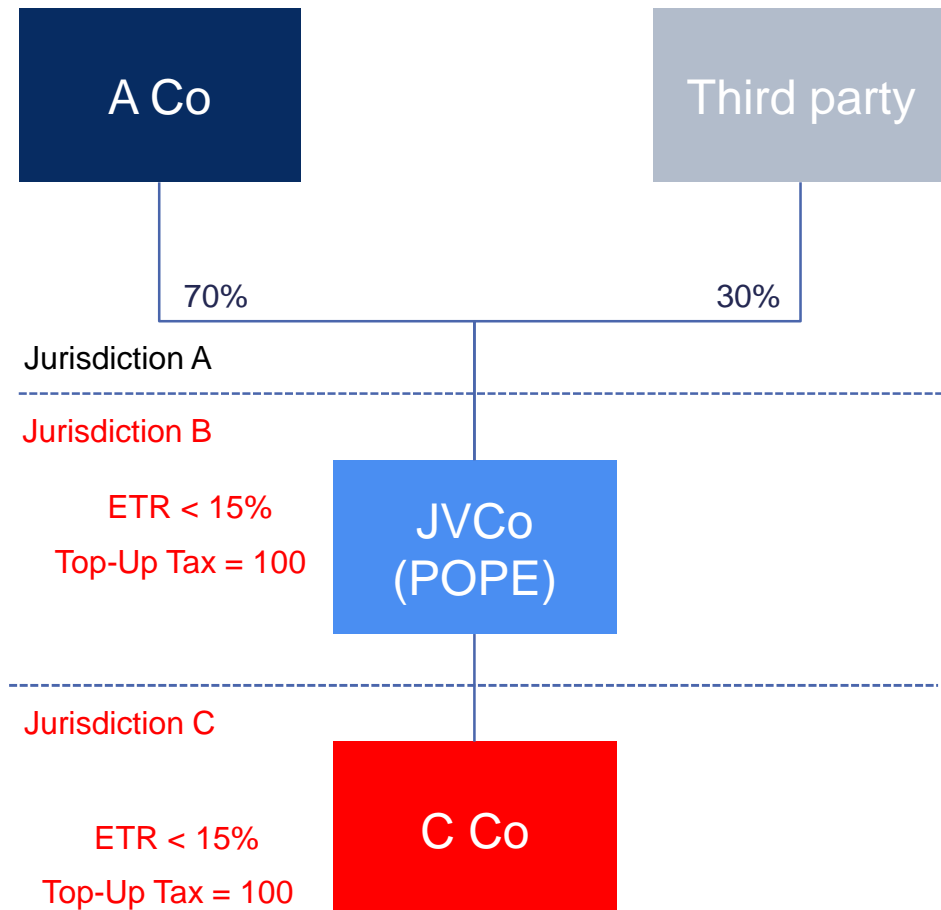 A Co
Third party
70%
30%
Jurisdiction A
Jurisdiction B
ETR < 15%
Top-Up Tax = 100
JVCo
(POPE)
Jurisdiction C
C Co
ETR < 15%
Top-Up Tax = 100